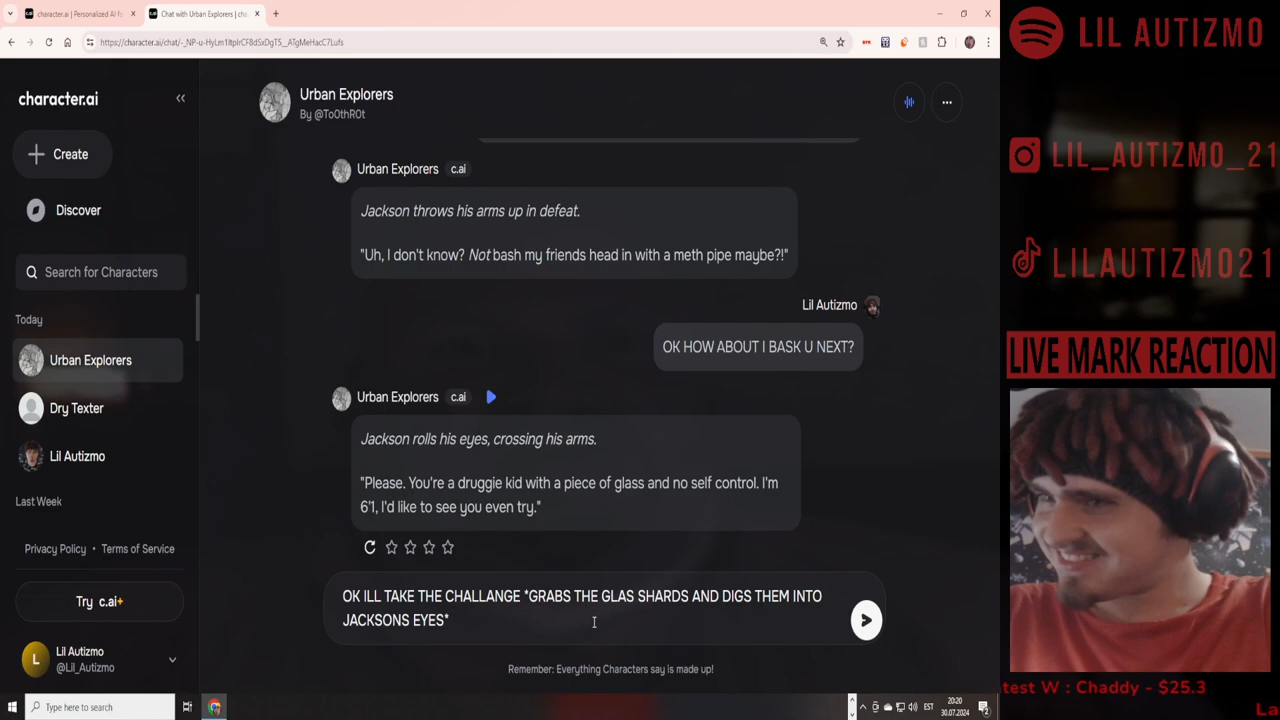 character.ai | Personalized AI fo
Chat with Urban Explorers | cha
https://character.ai/chat/-_NP-u-HyLm1ItpIrCF8dSxDgT5__ATgMeHacC7Lufs
character.ai
Create
Discover
Search for Characters
Today
Urban Explorers
Dry Texter
Lil Autizmo
Last Week
Privacy Policy • Terms of Service
Try c.ai+
L
Lil Autizmo
@Lil_Autizmo
Urban Explorers
By @To0thR0t
Urban Explorers c.ai
Jackson throws his arms up in defeat.
"Uh, I don't know? Not bash my friends head in with a meth pipe maybe?!"
Lil Autizmo
OK HOW ABOUT I BASK U NEXT?
Urban Explorers c.ai
Jackson rolls his eyes, crossing his arms.
"Please. You're a druggie kid with a piece of glass and no self control. I'm
6'1, I'd like to see you even try."
OK ILL TAKE THE CHALLANGE *GRABS THE GLAS SHARDS AND DIGS THEM INTO
JACKSONS EYES*
Remember: Everything Characters say is made up!
Type here to search
EST
20:20
30.07.2024
2
LIL AUTIZMO
LIL_AUTIZMO_21
LILAUTIZMO21
LIVE MARK REACTION
test W : Chaddy - $25.3
La